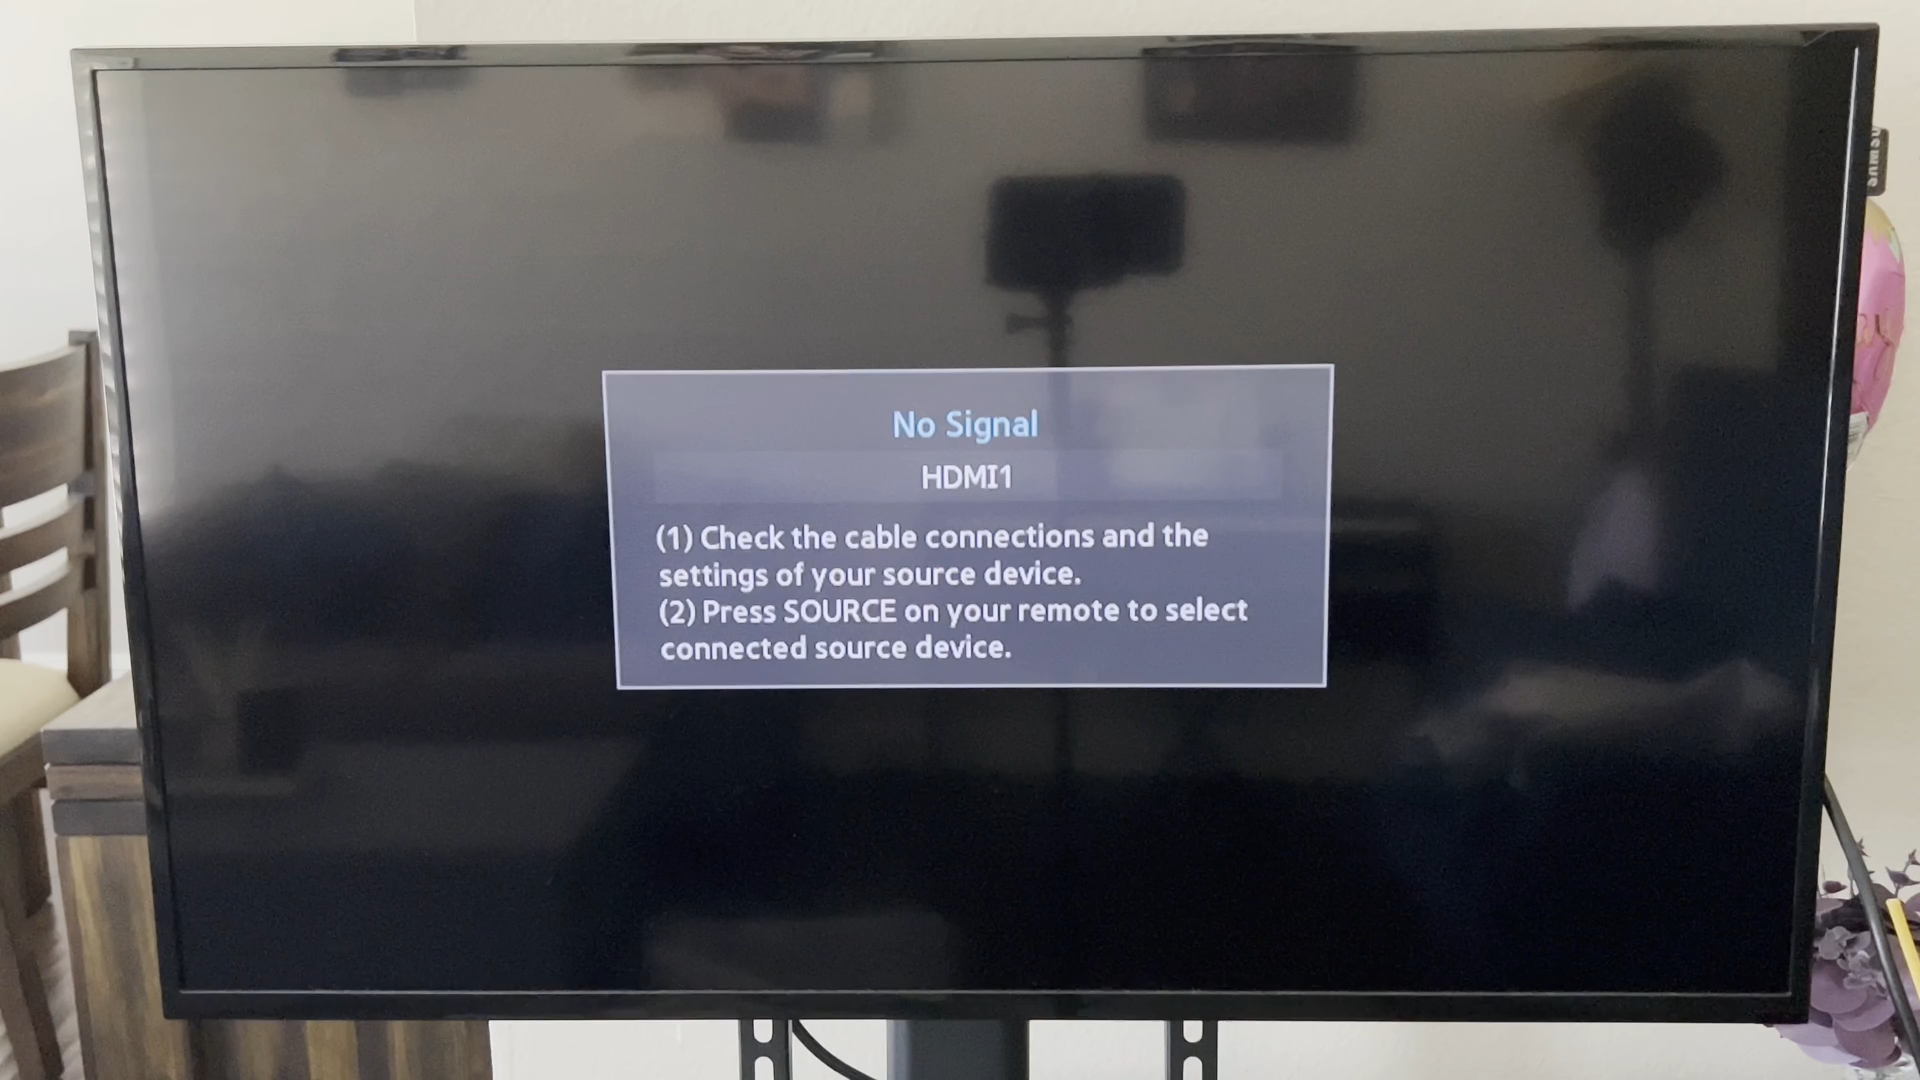 SAMSU
No Signal
HDMI1
(1) Check the cable connections and the
settings of your source device.
(2) Press SOURCE on your remote to select
connected source device.